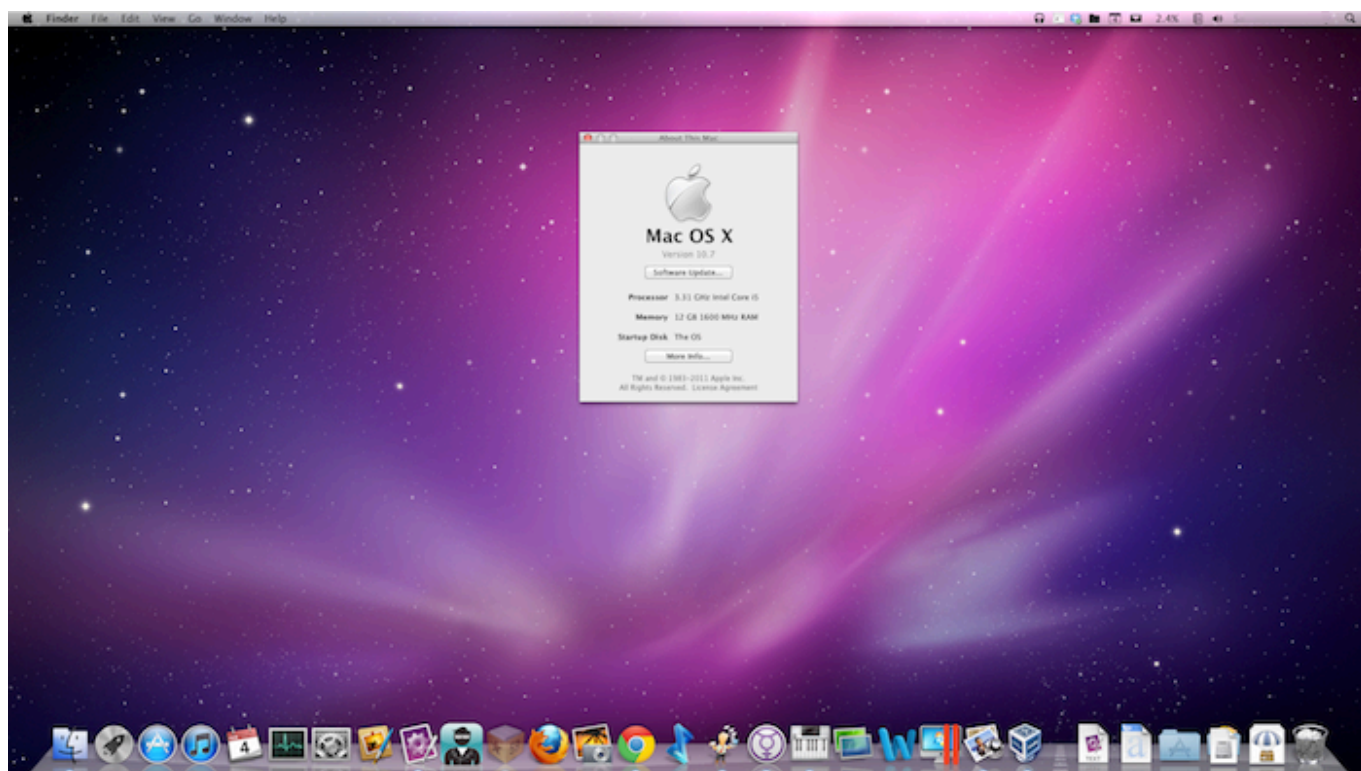 Finder File Edit View Go Window Help
2.4%
About This Mac
Mac OS X
Version 10.7
Software Update...
Processor 3.31 GHz Intel Core i5
Memory 12 GB 1600 MHz RAM
Startup Disk The OS
More Info...
TM and © 1983–2011 Apple Inc.
All Rights Reserved. License Agreement
4
TEXT